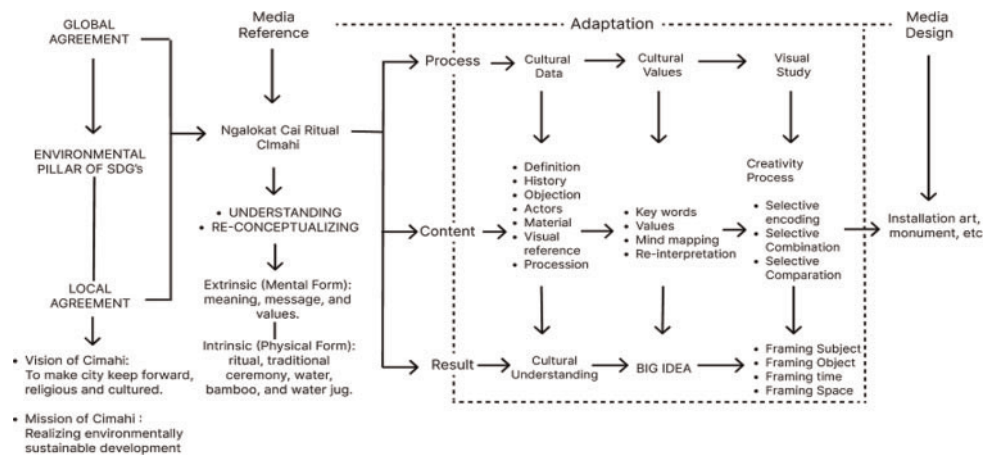 GLOBAL
AGREEMENT
ENVIRONMENTAL
PILLAR OF SDG's
LOCAL
AGREEMENT
• Vision of Cimahi:
To make city keep forward,
religious and cultured.
• Mission of Cimahi :
Realizing environmentally
sustainable development
Media
Reference
Ngalokat Cai Ritual
CImahi
• UNDERSTANDING
• RE-CONCEPTUALIZING
Extrinsic (Mental Form):
meaning, message, and
values.
Intrinsic (Physical Form):
ritual, traditional
ceremony, water,
bamboo, and water jug.
Adaptation
Process
Cultural
Data
Cultural
Values
Visual
Study
Content
• Definition
• History
• Objection
• Actors
• Material
• Visual
reference
• Procession
• Key words
• Values
• Mind mapping
• Re-interpretation
Creativity
Process
• Selective
encoding
• Selective
Combination
• Selective
Comparation
Result
Cultural
Understanding
BIG IDEA
• Framing Subject
• Framing Object
• Framing time
• Framing Space
Media
Design
Installation art,
monument, etc